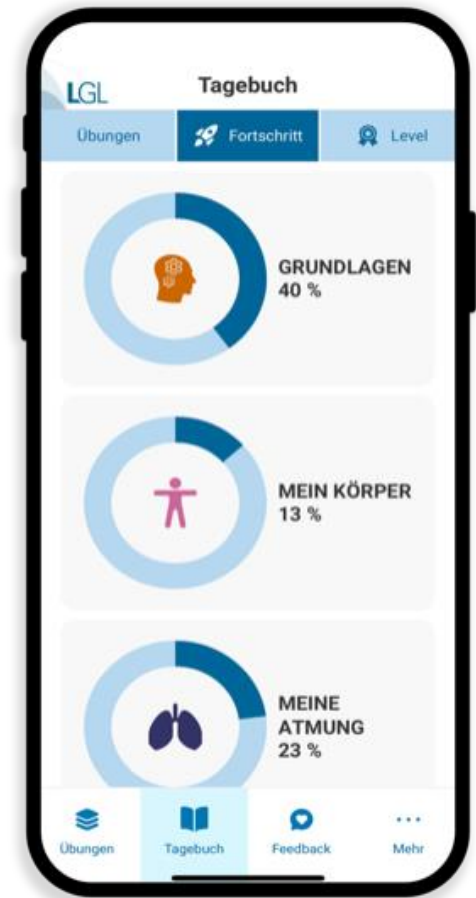 LGL
Tagebuch
Übungen
Fortschritt
Level
GRUNDLAGEN
40 %
MEIN KÖRPER
13 %
MEINE
ATMUNG
23 %
Übungen
Tagebuch
Feedback
Mehr